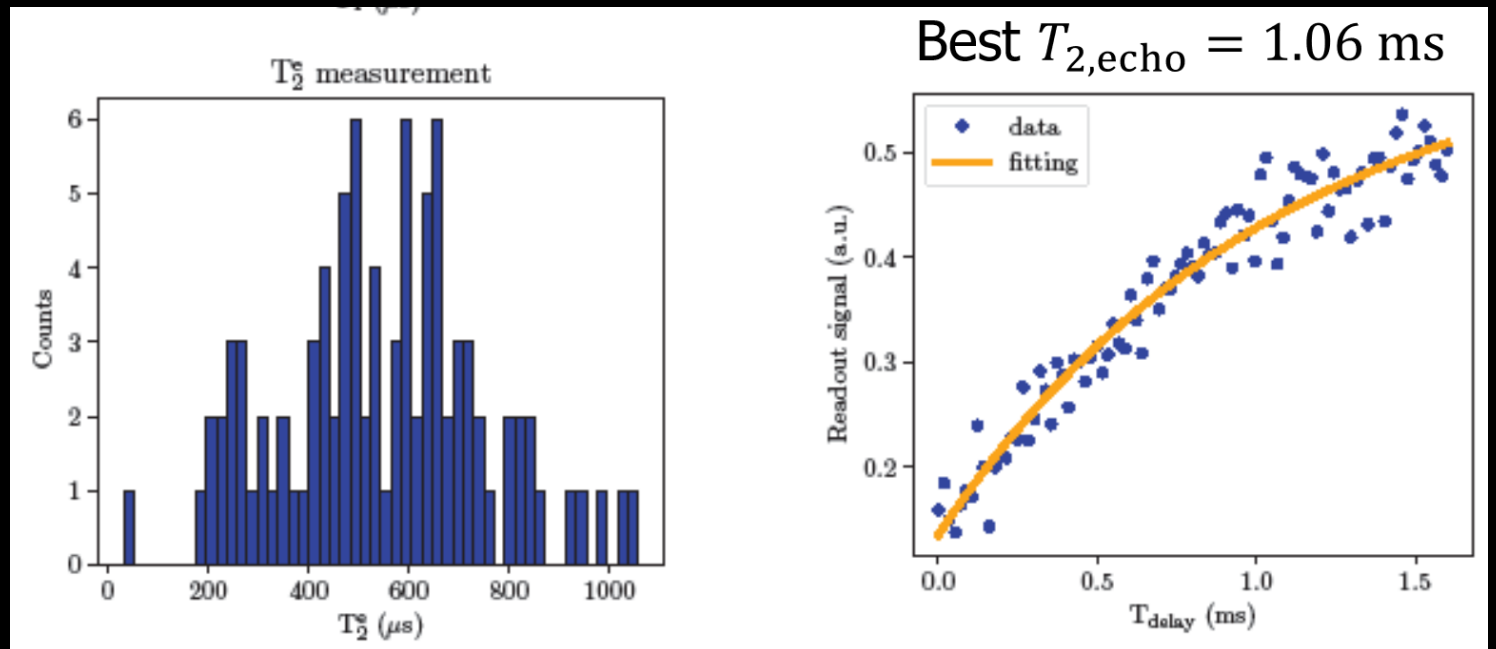 T₂ᵉ measurement
Counts
6
5
4
3
2
1
0
0 200 400 600 800 1000
T₂ᵉ (μs)
Best T₂,echo = 1.06 ms
data
fitting
Readout signal (a.u.)
0.5
0.4
0.3
0.2
0.0 0.5 1.0 1.5
T_delay (ms)